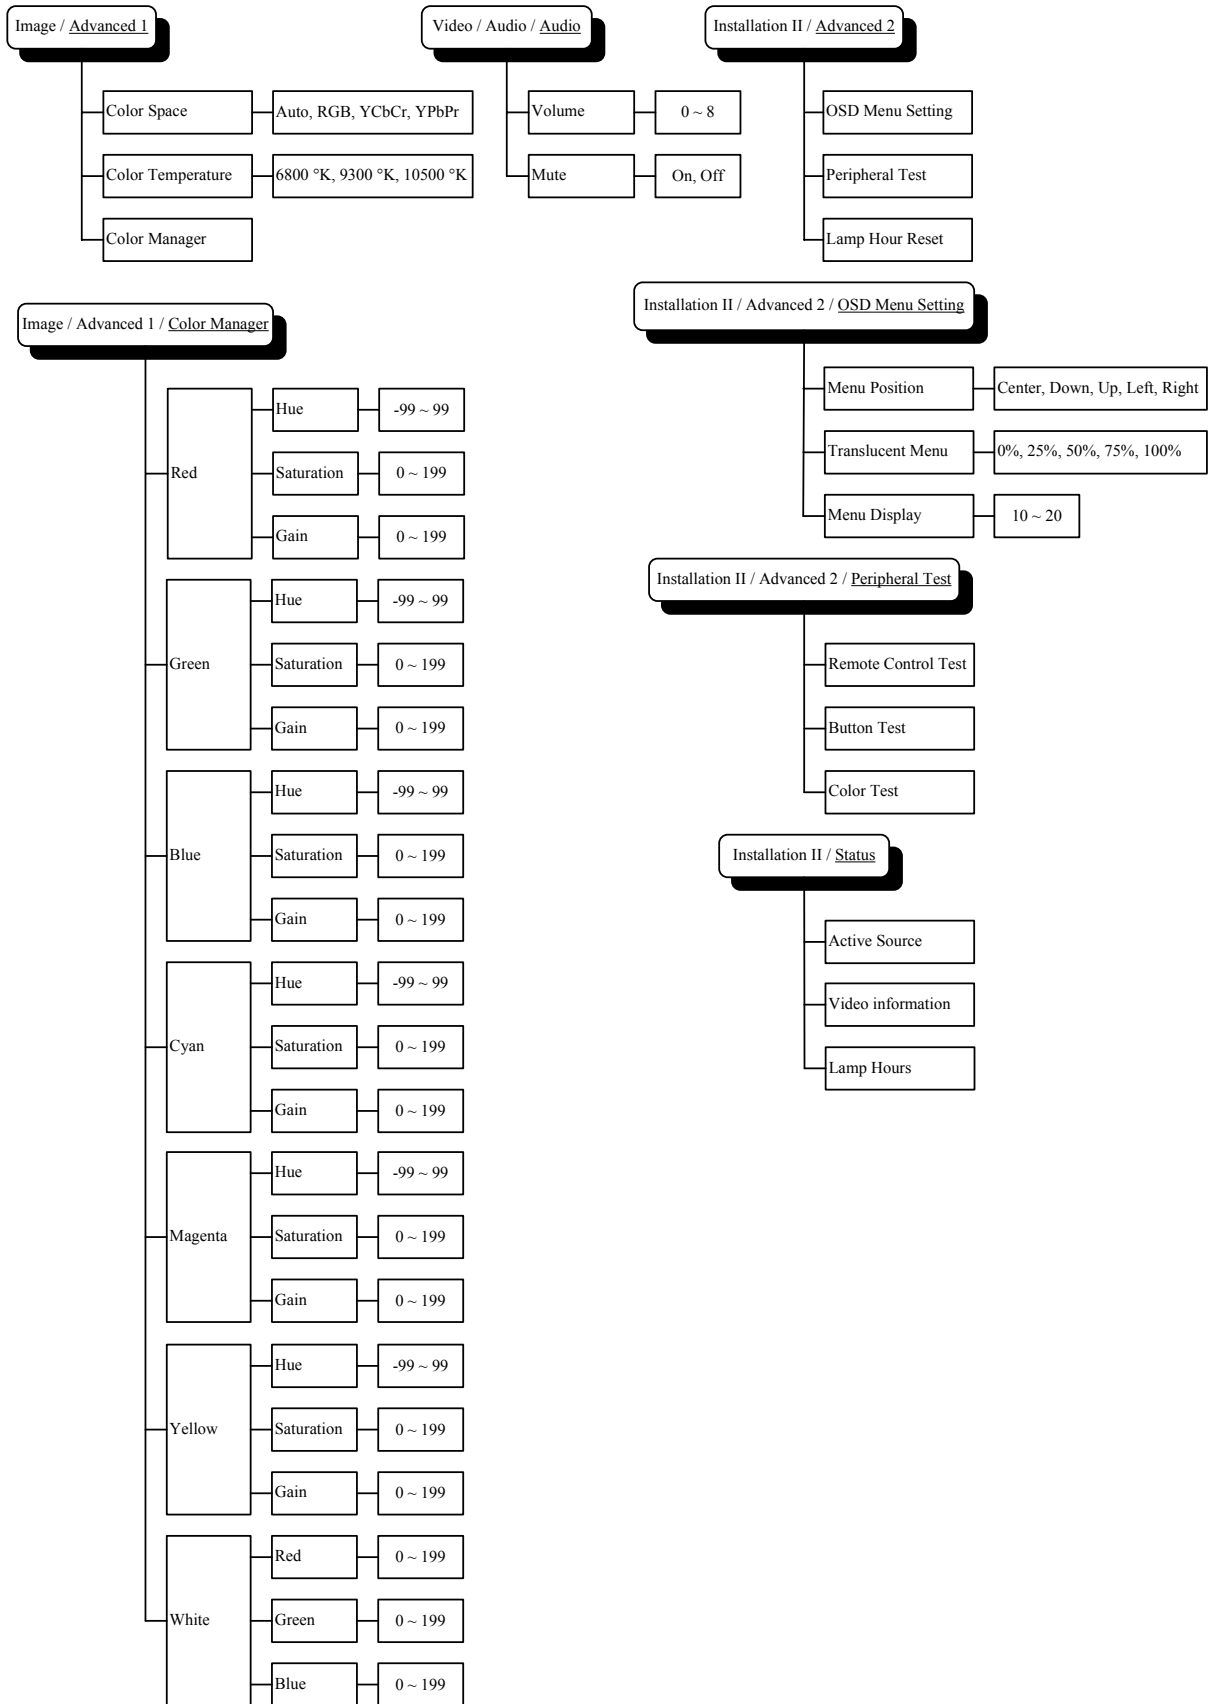 Image / Advanced 1
Color Space
Auto, RGB, YCbCr, YPbPr
Color Temperature
6800 °K, 9300 °K, 10500 °K
Color Manager
Video / Audio / Audio
Volume
0 ~ 8
Mute
On, Off
Installation II / Advanced 2
OSD Menu Setting
Peripheral Test
Lamp Hour Reset
Image / Advanced 1 / Color Manager
Red
Hue
-99 ~ 99
Saturation
0 ~ 199
Gain
0 ~ 199
Green
Hue
-99 ~ 99
Saturation
0 ~ 199
Gain
0 ~ 199
Blue
Hue
-99 ~ 99
Saturation
0 ~ 199
Gain
0 ~ 199
Cyan
Hue
-99 ~ 99
Saturation
0 ~ 199
Gain
0 ~ 199
Magenta
Hue
-99 ~ 99
Saturation
0 ~ 199
Gain
0 ~ 199
Yellow
Hue
-99 ~ 99
Saturation
0 ~ 199
Gain
0 ~ 199
White
Red
0 ~ 199
Green
0 ~ 199
Blue
0 ~ 199
Installation II / Advanced 2 / OSD Menu Setting
Menu Position
Center, Down, Up, Left, Right
Translucent Menu
0%, 25%, 50%, 75%, 100%
Menu Display
10 ~ 20
Installation II / Advanced 2 / Peripheral Test
Remote Control Test
Button Test
Color Test
Installation II / Status
Active Source
Video information
Lamp Hours